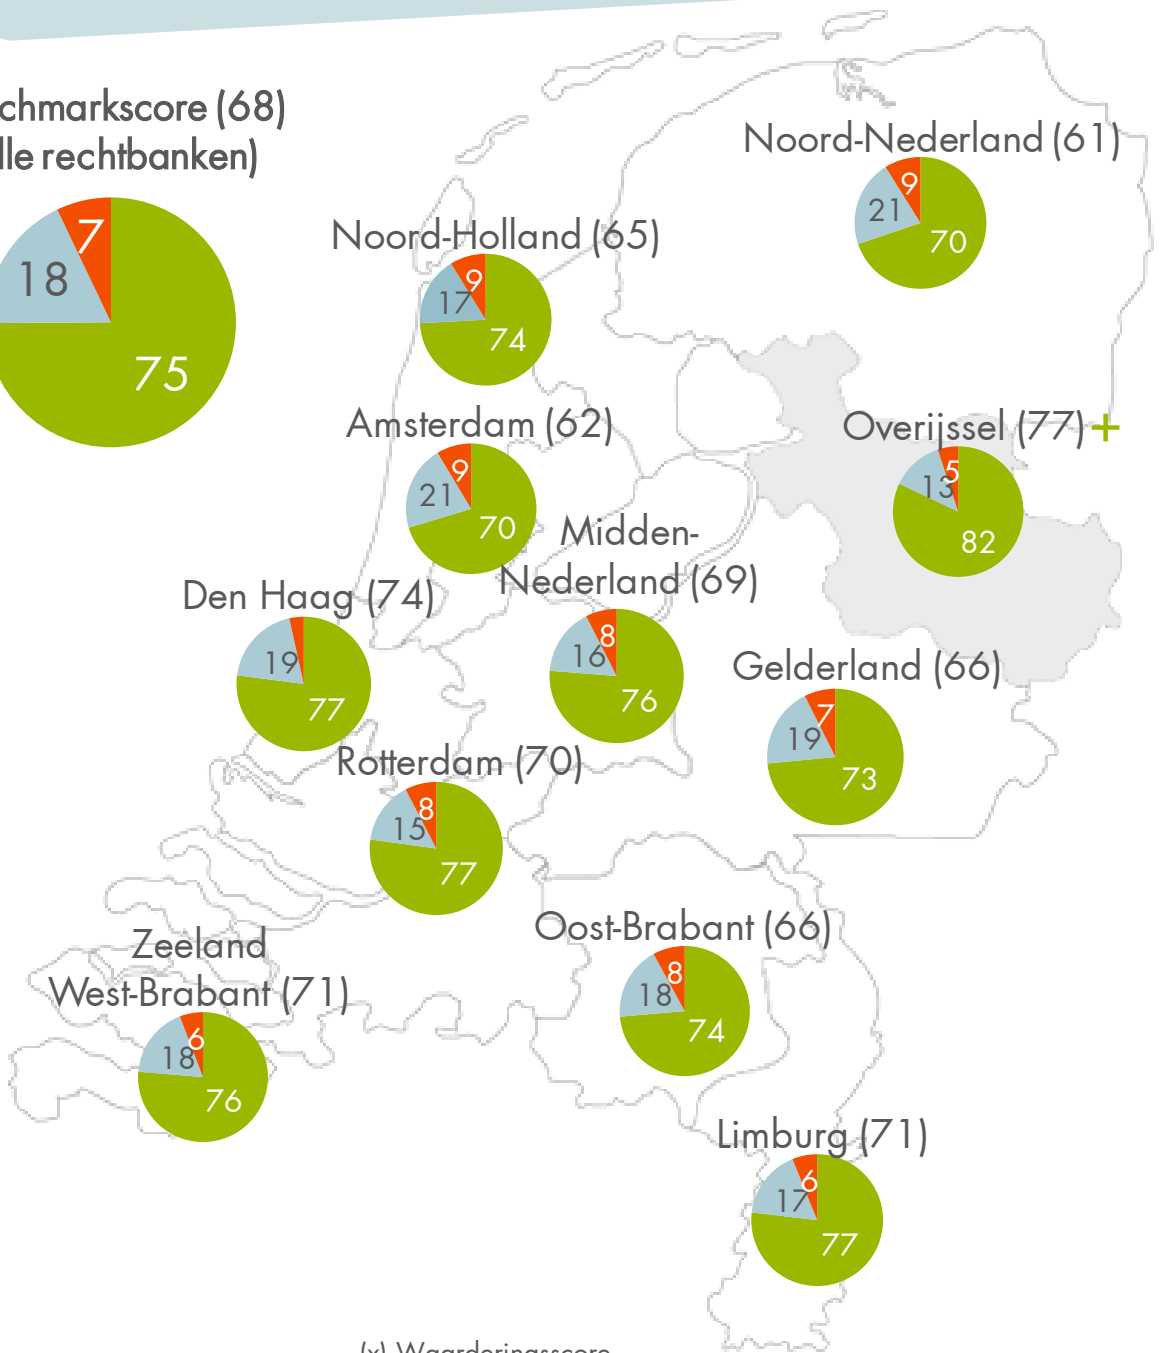 chmarkscore (68)
lle rechtbanken)
7
18
75
Noord-Nederland (61)
9
21
70
Noord-Holland (65)
9
17
74
Amsterdam (62)
9
21
70
Overijssel (77) +
5
13
82
Midden-
Nederland (69)
8
16
76
Den Haag (74)
19
77
Gelderland (66)
7
19
73
Rotterdam (70)
8
15
77
Oost-Brabant (66)
8
18
74
Zeeland
West-Brabant (71)
6
18
76
Limburg (71)
6
17
77
(x) Waarderingsscore